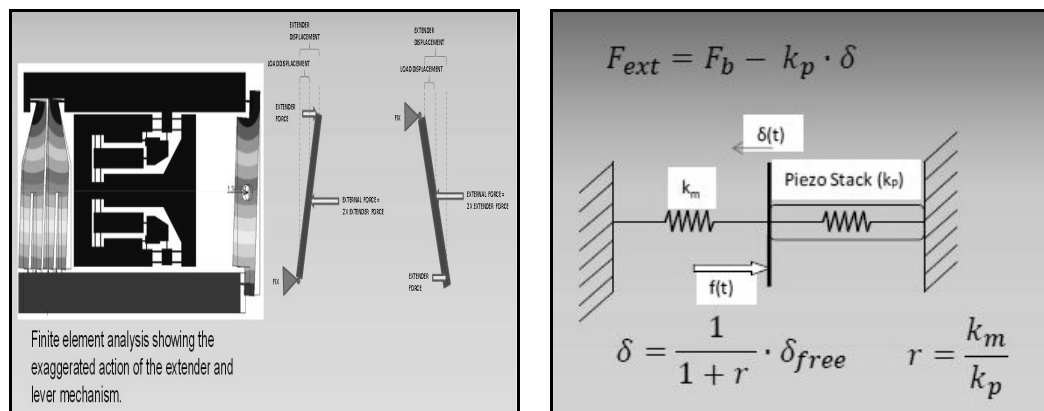 EXTENDER
DISPLACEMENT
LOAD DISPLACEMENT
EXTENDER
FORCE
EXTERNAL FORCE =
2X EXTENDER FORCE
FIX
EXTENDER
DISPLACEMENT
LOAD DISPLACEMENT
FIX
EXTERNAL FORCE =
2X EXTENDER FORCE
EXTENDER
FORCE
Finite element analysis showing the
exaggerated action of the extender and
lever mechanism.
F_ext = F_b − k_p · δ
δ(t)
k_m
Piezo Stack (k_p)
f(t)
δ = 1/(1 + r) · δ_free
r = k_m/k_p